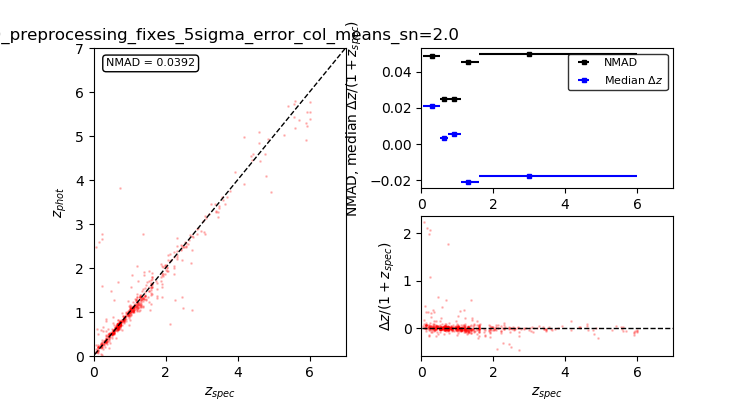 _preprocessing_fixes_5sigma_error_col_means_sn=2.0
NMAD = 0.0392
z_phot
0 1 2 3 4 5 6 7
0 2 4 6
z_spec
NMAD, median Δz/(1 + z_spec)
0.04
0.02
0.00
−0.02
NMAD
Median Δz
0 2 4 6
Δz/(1 + z_spec)
2
1
0
0 2 4 6
z_spec